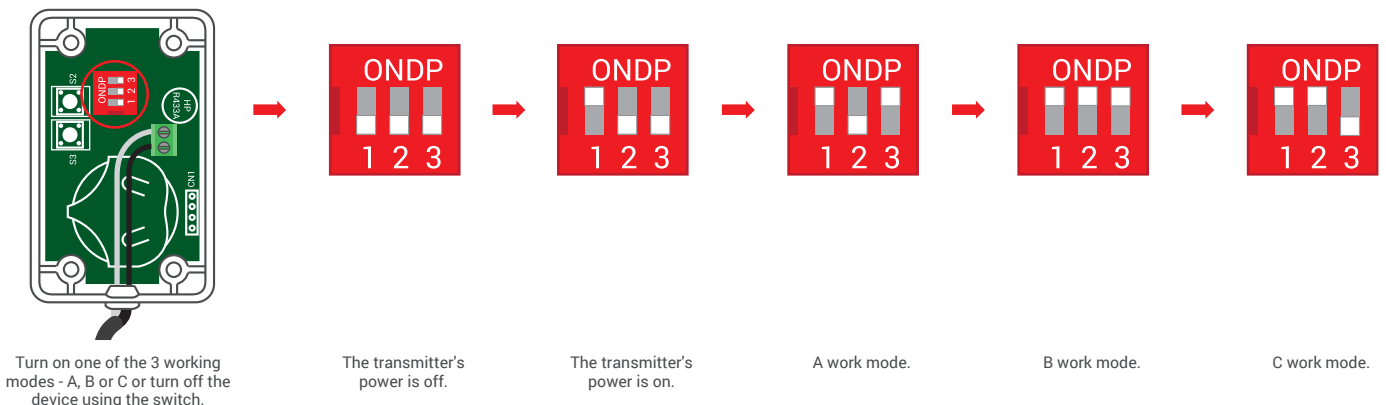 S2
ONDP
1 2 3
HP
R433A
S3
CN1
ONDP
1 2 3
ONDP
1 2 3
ONDP
1 2 3
ONDP
1 2 3
ONDP
1 2 3
Turn on one of the 3 working
modes - A, B or C or turn off the
device using the switch.
The transmitter's
power is off.
The transmitter's
power is on.
A work mode.
B work mode.
C work mode.